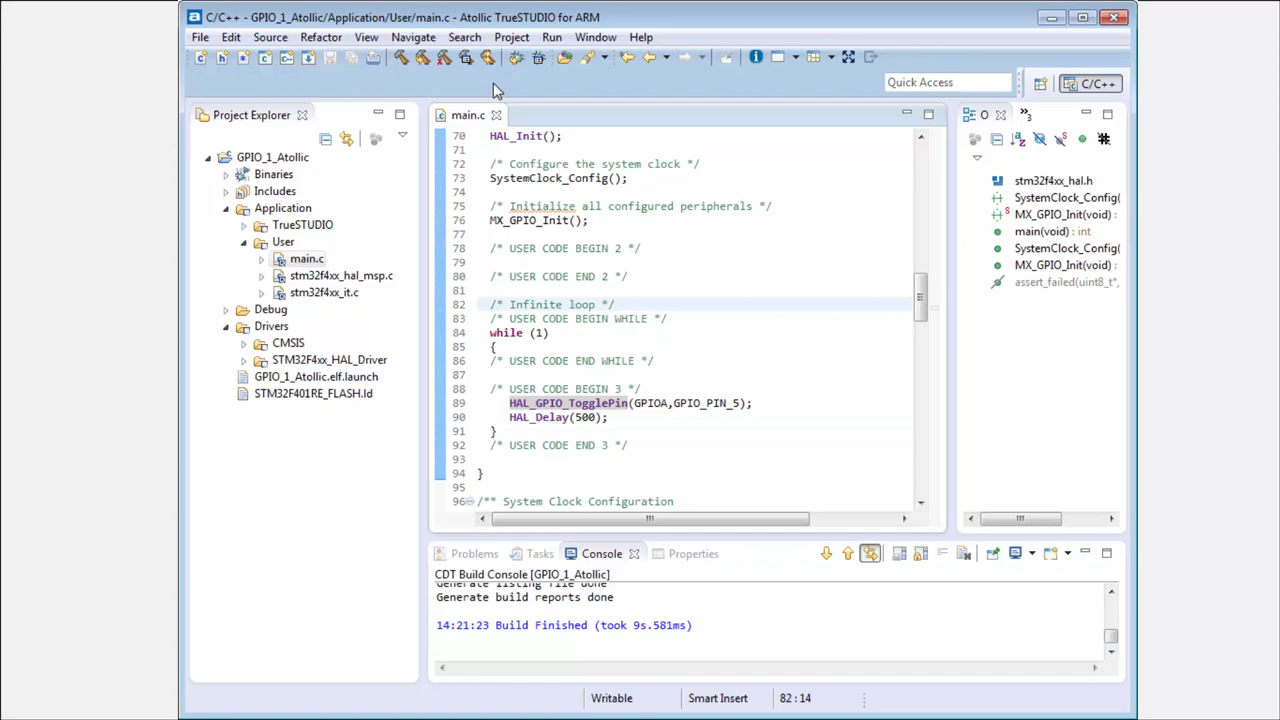 C/C++ - GPIO_1_Atollic/Application/User/main.c - Atollic TrueSTUDIO for ARM
File Edit Source Refactor View Navigate Search Project Run Window Help
Quick Access
C/C++
Project Explorer
GPIO_1_Atollic
Binaries
Includes
Application
TrueSTUDIO
User
main.c
stm32f4xx_hal_msp.c
stm32f4xx_it.c
Debug
Drivers
CMSIS
STM32F4xx_HAL_Driver
GPIO_1_Atollic.elf.launch
STM32F401RE_FLASH.ld
main.c
70 HAL_Init();
71
72 /* Configure the system clock */
73 SystemClock_Config();
74
75 /* Initialize all configured peripherals */
76 MX_GPIO_Init();
77
78 /* USER CODE BEGIN 2 */
79
80 /* USER CODE END 2 */
81
82 /* Infinite loop */
83 /* USER CODE BEGIN WHILE */
84 while (1)
85 {
86 /* USER CODE END WHILE */
87
88 /* USER CODE BEGIN 3 */
89 HAL_GPIO_TogglePin(GPIOA,GPIO_PIN_5);
90 HAL_Delay(500);
91 }
92 /* USER CODE END 3 */
93
94 }
95
96 /** System Clock Configuration
O
3
stm32f4xx_hal.h
SystemClock_Config(
MX_GPIO_Init(void) :
main(void) : int
SystemClock_Config(
MX_GPIO_Init(void) :
assert_failed(uint8_t*,
Problems Tasks Console Properties
CDT Build Console [GPIO_1_Atollic]
Generate listing file done
Generate build reports done
14:21:23 Build Finished (took 9s.581ms)
Writable Smart Insert 82 : 14